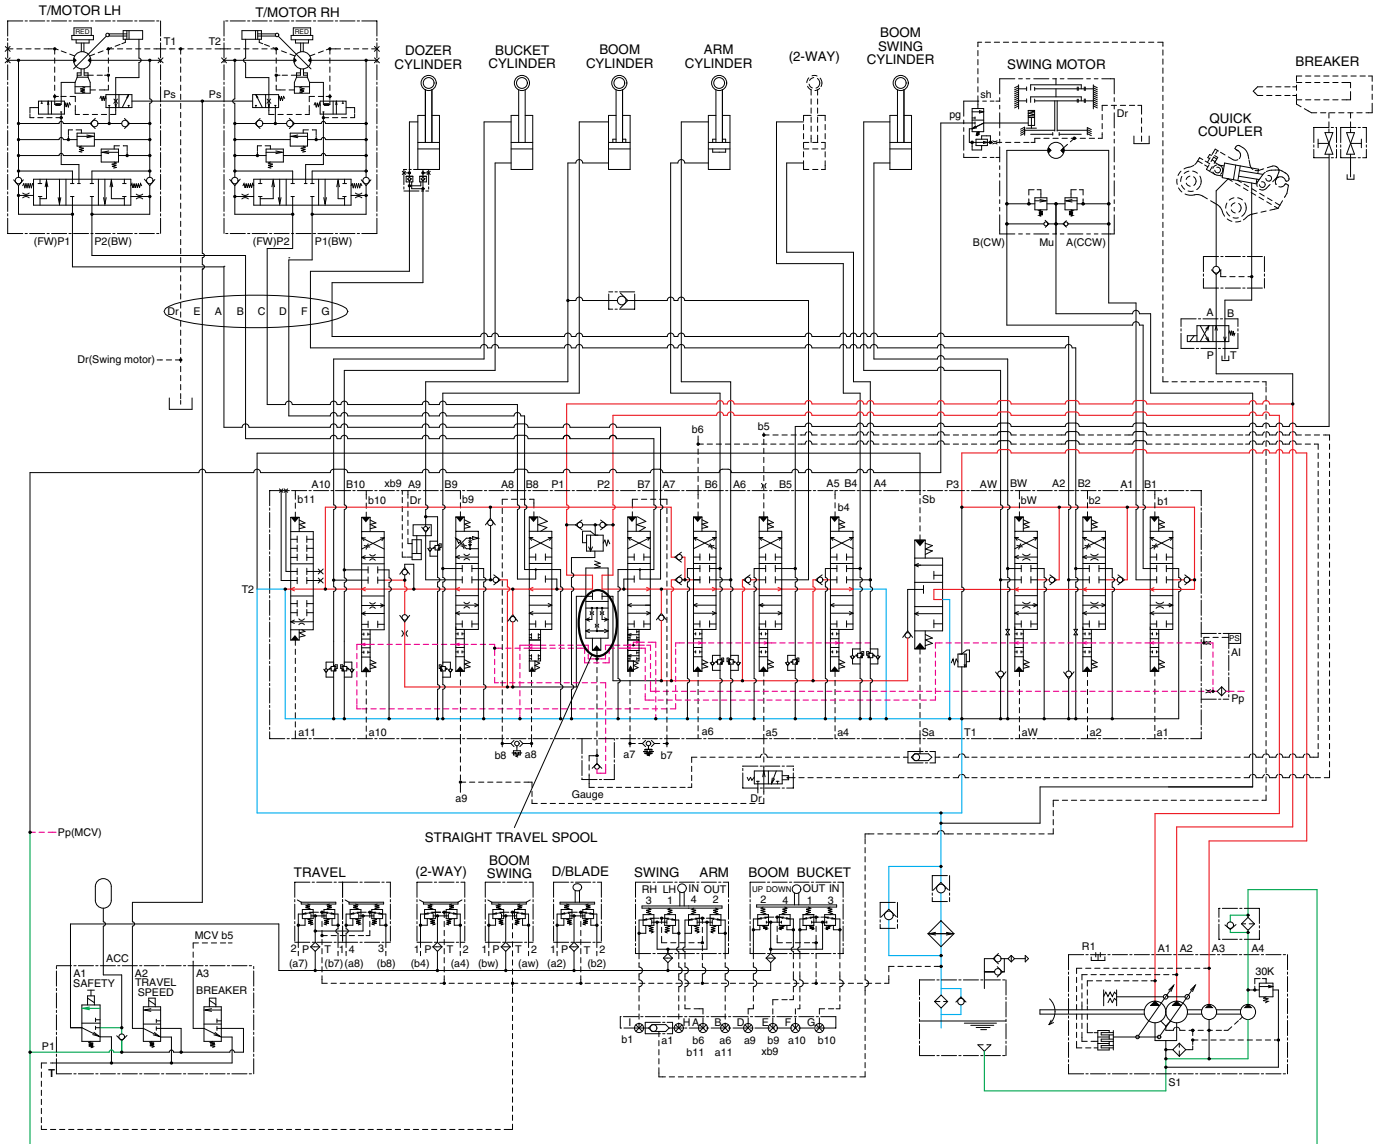 T/MOTOR LH
T/MOTOR RH
RED
RED
T1
T2
Ps
Ps
(FW)P1
P2(BW)
(FW)P2
P1(BW)
DOZER
CYLINDER
BUCKET
CYLINDER
BOOM
CYLINDER
ARM
CYLINDER
(2-WAY)
BOOM
SWING
CYLINDER
SWING MOTOR
sh
pg
Dr
B(CW)
Mu
A(CCW)
BREAKER
QUICK
COUPLER
A
B
P
T
Dr
E
A
B
C
D
F
G
Dr(Swing motor)
b6
b5
A10
B10
xb9
A9
B9
A8
B8
P1
P2
B7
A7
B6
A6
x
B5
A5
B4
A4
P3
AW
BW
A2
B2
A1
B1
b11
b10
Dr
b9
b4
Sb
bW
b2
b1
T2
PS
AI
Pp
a11
a10
b8
a8
a7
b7
a6
a5
a4
Sa
T1
aW
a2
a1
a9
Gauge
Dr
STRAIGHT TRAVEL SPOOL
Pp(MCV)
TRAVEL
(2-WAY)
BOOM
SWING
D/BLADE
SWING
ARM
BOOM
BUCKET
RH
LH
IN
OUT
UP
DOWN
OUT
IN
3
1
4
2
2
4
1
3
2
P
T
1
4
3
1
P
T
2
1
P
T
2
1
P
T
2
(a7)
(b7)
(a8)
(b8)
(b4)
(a4)
(bw)
(aw)
(a2)
(b2)
MCV b5
ACC
A1
SAFETY
A2
TRAVEL
SPEED
A3
BREAKER
P1
T
I
H
A
B
D
E
F
G
b1
a1
b6
a6
a9
b9
a10
b10
b11
a11
xb9
R1
A1
A2
A3
A4
30K
S1